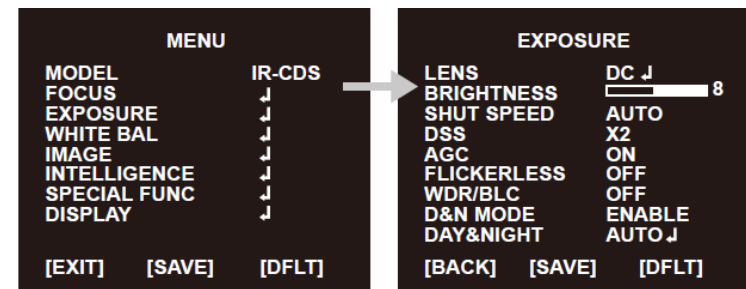 MENU
MODEL IR-CDS
FOCUS ↲
EXPOSURE ↲
WHITE BAL ↲
IMAGE ↲
INTELLIGENCE ↲
SPECIAL FUNC ↲
DISPLAY ↲
[EXIT] [SAVE] [DFLT]
EXPOSURE
LENS DC ↲
BRIGHTNESS 8
SHUT SPEED AUTO
DSS X2
AGC ON
FLICKERLESS OFF
WDR/BLC OFF
D&N MODE ENABLE
DAY&NIGHT AUTO ↲
[BACK] [SAVE] [DFLT]